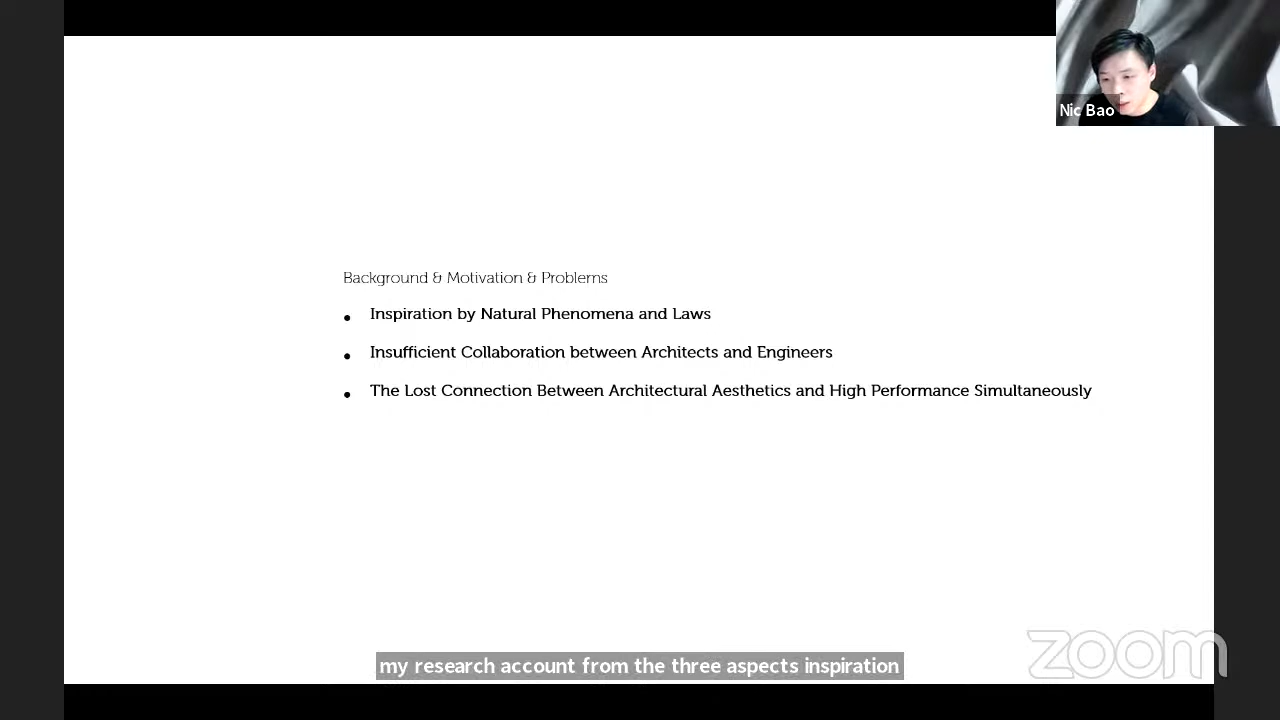 Nic Bao
Background & Motivation & Problems
• Inspiration by Natural Phenomena and Laws
• Insufficient Collaboration between Architects and Engineers
• The Lost Connection Between Architectural Aesthetics and High Performance Simultaneously
my research account from the three aspects inspiration
zoom